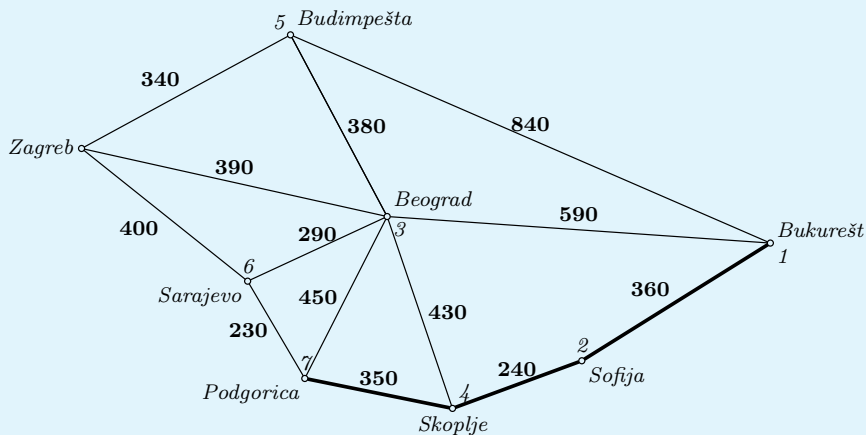 5 Budimpešta
340
380
840
Zagreb
390
Beograd
3
590
Bukurešt
1
400
290
6
Sarajevo
450
430
360
230
2
Sofija
7
Podgorica
350
240
4
Skoplje